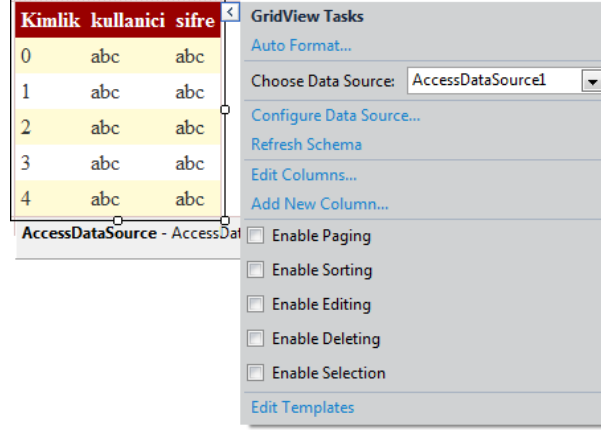 Kimlik kullanici sifre
0 abc abc
1 abc abc
2 abc abc
3 abc abc
4 abc abc
AccessDataSource - AccessDat
GridView Tasks
Auto Format...
Choose Data Source: AccessDataSource1
Configure Data Source...
Refresh Schema
Edit Columns...
Add New Column...
Enable Paging
Enable Sorting
Enable Editing
Enable Deleting
Enable Selection
Edit Templates